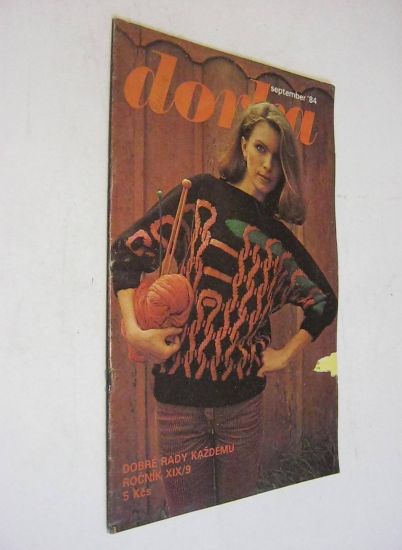 september '84
dorka
DOBRÉ RADY KAŽDÉMU
ROČNÍK XIX/9
5 Kčs